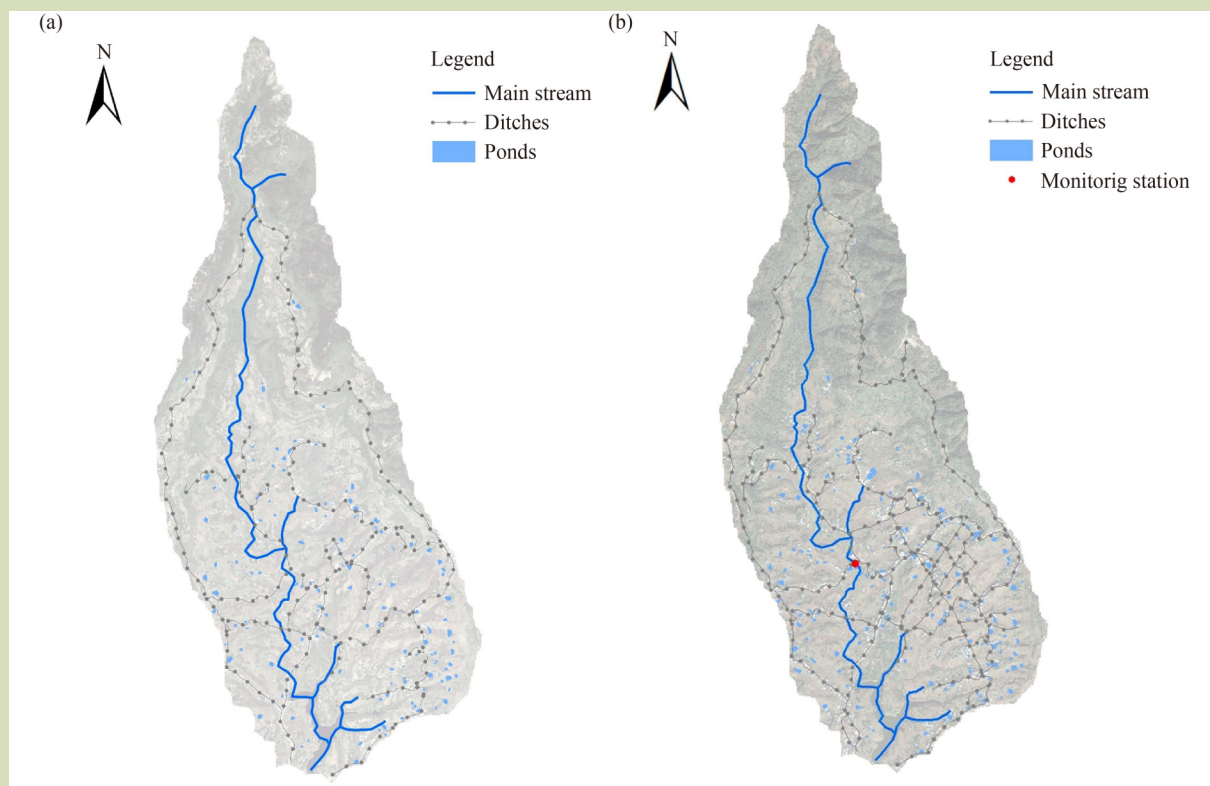 (a)
N
Legend
Main stream
Ditches
Ponds
(b)
N
Legend
Main stream
Ditches
Ponds
Monitorig station